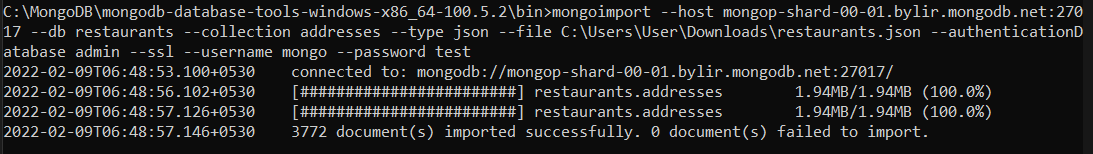 C:\MongoDB\mongodb-database-tools-windows-x86_64-100.5.2\bin>mongoimport --host mongop-shard-00-01.bylir.mongodb.net:270
17 --db restaurants --collection addresses --type json --file C:\Users\User\Downloads\restaurants.json --authenticationD
atabase admin --ssl --username mongo --password test
2022-02-09T06:48:53.100+0530    connected to: mongodb://mongop-shard-00-01.bylir.mongodb.net:27017/
2022-02-09T06:48:56.102+0530    [########################] restaurants.addresses        1.94MB/1.94MB (100.0%)
2022-02-09T06:48:57.126+0530    [########################] restaurants.addresses        1.94MB/1.94MB (100.0%)
2022-02-09T06:48:57.146+0530    3772 document(s) imported successfully. 0 document(s) failed to import.